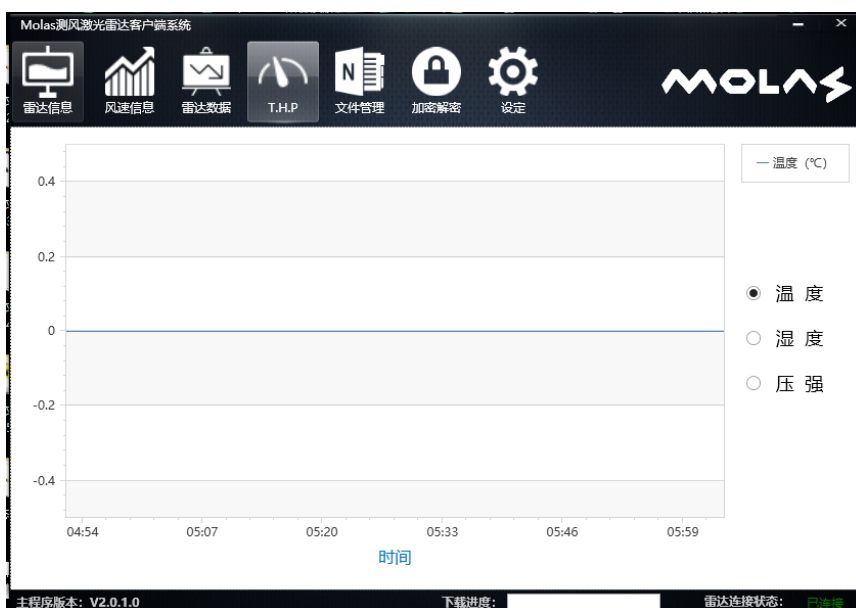 Molas测风激光雷达客户端系统
雷达信息 风速信息 雷达数据 T.H.P 文件管理 加密解密 设定
MOLAS
N
温度 (℃)
0.4
0.2
0
-0.2
-0.4
04:54 05:07 05:20 05:33 05:46 05:59
时间
温 度
湿 度
压 强
主程序版本: V2.0.1.0 下载进度: 雷达连接状态: 已连接